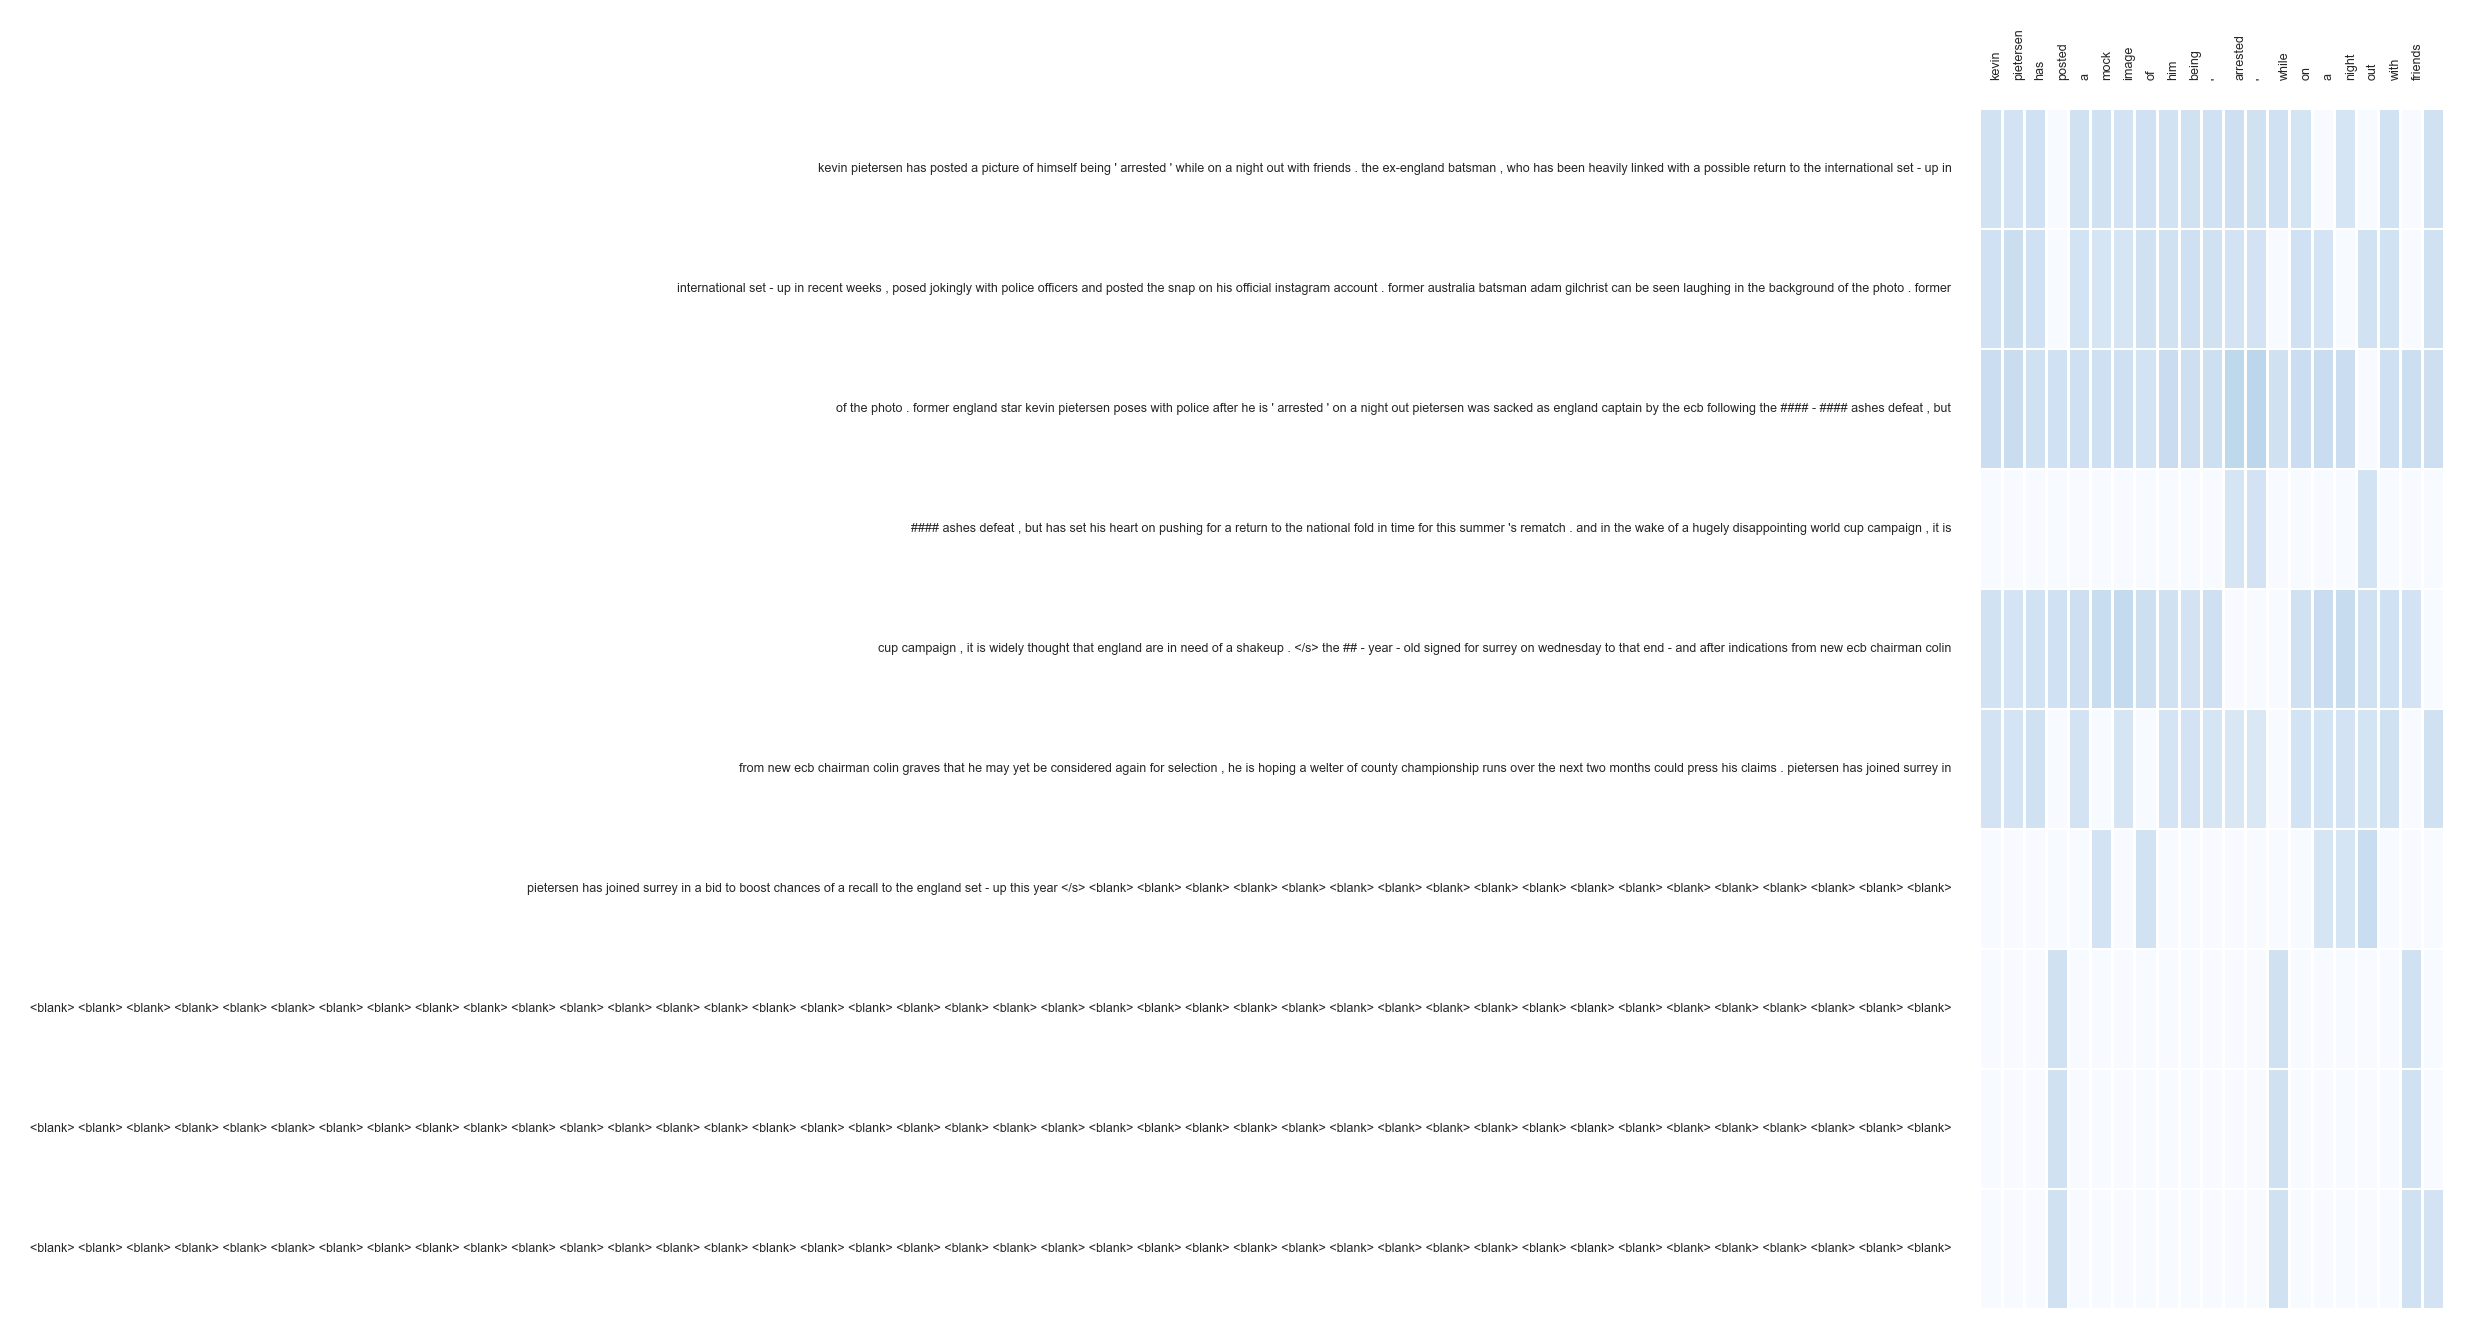 kevin pietersen has posted a mock image of him being ' arrested ' while on a night out with friends
kevin pietersen has posted a picture of himself being ' arrested ' while on a night out with friends . the ex-england batsman , who has been heavily linked with a possible return to the international set - up in
international set - up in recent weeks , posed jokingly with police officers and posted the snap on his official instagram account . former australia batsman adam gilchrist can be seen laughing in the background of the photo . former
of the photo . former england star kevin pietersen poses with police after he is ' arrested ' on a night out pietersen was sacked as england captain by the ecb following the #### - #### ashes defeat , but
#### ashes defeat , but has set his heart on pushing for a return to the national fold in time for this summer 's rematch . and in the wake of a hugely disappointing world cup campaign , it is
cup campaign , it is widely thought that england are in need of a shakeup . </s> the ## - year - old signed for surrey on wednesday to that end - and after indications from new ecb chairman colin
from new ecb chairman colin graves that he may yet be considered again for selection , he is hoping a welter of county championship runs over the next two months could press his claims . pietersen has joined surrey in
pietersen has joined surrey in a bid to boost chances of a recall to the england set - up this year </s> <blank> <blank> <blank> <blank> <blank> <blank> <blank> <blank> <blank> <blank> <blank> <blank> <blank> <blank> <blank> <blank> <blank> <blank>
<blank> <blank> <blank> <blank> <blank> <blank> <blank> <blank> <blank> <blank> <blank> <blank> <blank> <blank> <blank> <blank> <blank> <blank> <blank> <blank> <blank> <blank> <blank> <blank> <blank> <blank> <blank> <blank> <blank> <blank> <blank> <blank> <blank> <blank> <blank> <blank> <blank> <blank> <blank> <blank>
<blank> <blank> <blank> <blank> <blank> <blank> <blank> <blank> <blank> <blank> <blank> <blank> <blank> <blank> <blank> <blank> <blank> <blank> <blank> <blank> <blank> <blank> <blank> <blank> <blank> <blank> <blank> <blank> <blank> <blank> <blank> <blank> <blank> <blank> <blank> <blank> <blank> <blank> <blank> <blank>
<blank> <blank> <blank> <blank> <blank> <blank> <blank> <blank> <blank> <blank> <blank> <blank> <blank> <blank> <blank> <blank> <blank> <blank> <blank> <blank> <blank> <blank> <blank> <blank> <blank> <blank> <blank> <blank> <blank> <blank> <blank> <blank> <blank> <blank> <blank> <blank> <blank> <blank> <blank> <blank>